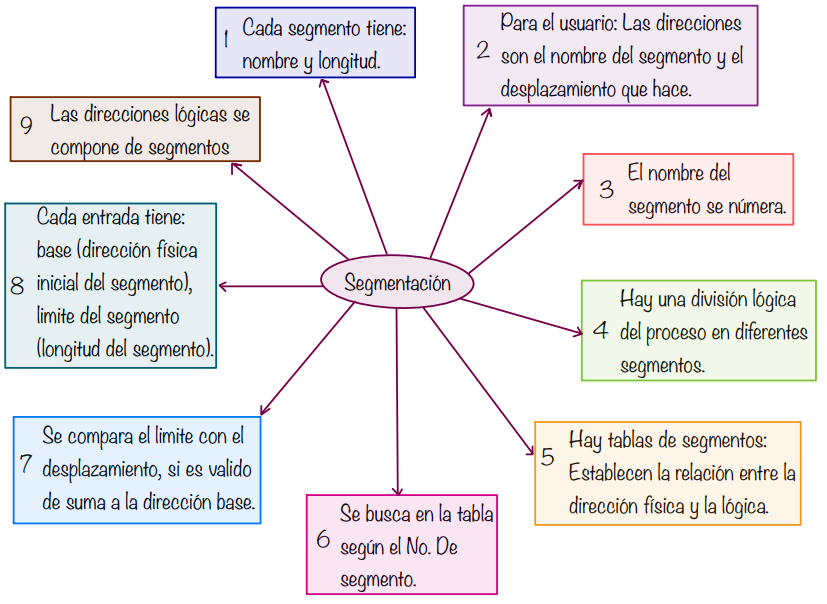 1 Cada segmento tiene:
nombre y longitud.
2 Para el usuario: Las direcciones
son el nombre del segmento y el
desplazamiento que hace.
3 El nombre del
segmento se númera.
4 Hay una división lógica
del proceso en diferentes
segmentos.
5 Hay tablas de segmentos:
Establecen la relación entre la
dirección física y la lógica.
6 Se busca en la tabla
según el No. De
segmento.
7 Se compara el limite con el
desplazamiento, si es valido
de suma a la dirección base.
8 Cada entrada tiene:
base (dirección física
inicial del segmento),
limite del segmento
(longitud del segmento).
9 Las direcciones lógicas se
compone de segmentos
Segmentación